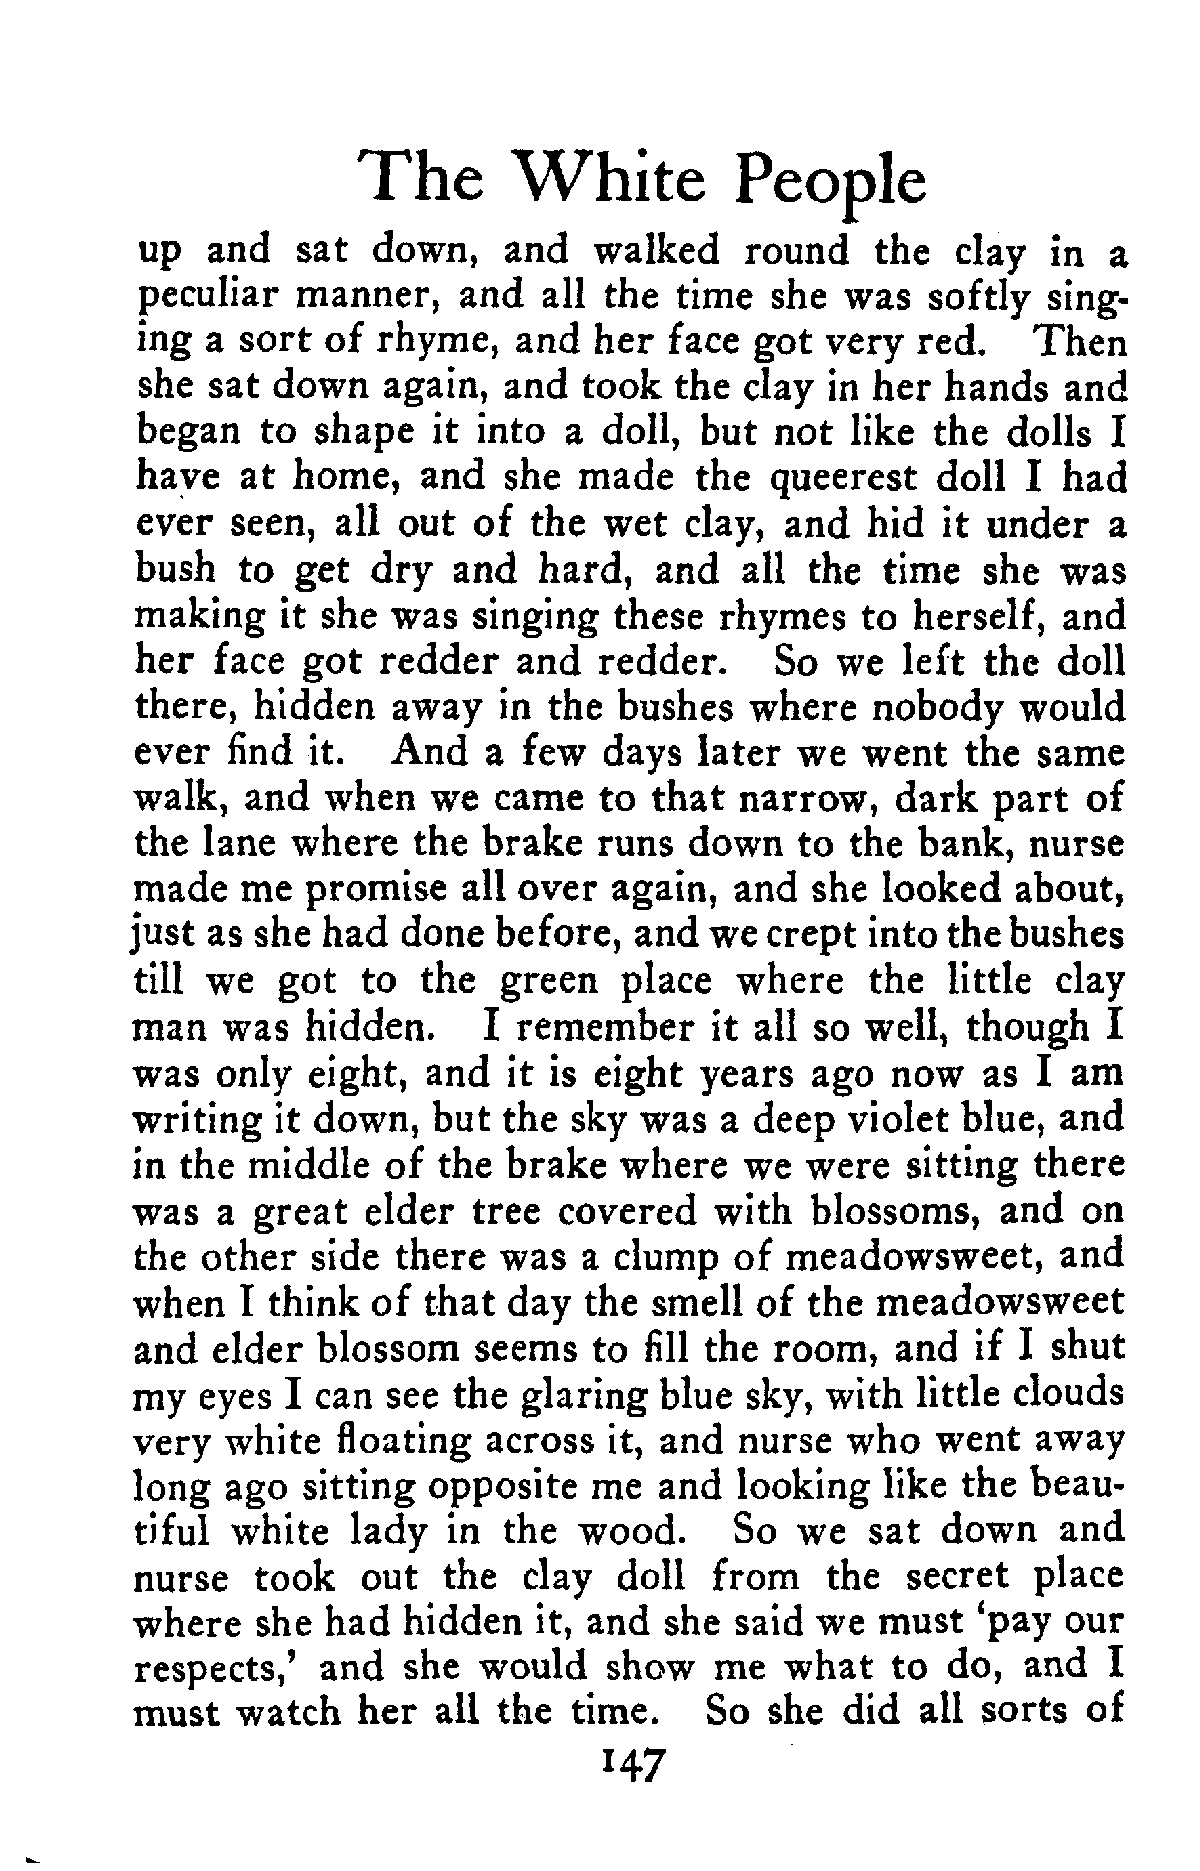 The White People
up and sat down, and walked round the clay in a
peculiar manner, and all the time she was softly sing-
ing a sort of rhyme, and her face got very red. Then
she sat down again, and took the clay in her hands and
began to shape it into a doll, but not like the dolls I
have at home, and she made the queerest doll I had
ever seen, all out of the wet clay, and hid it under a
bush to get dry and hard, and all the time she was
making it she was singing these rhymes to herself, and
her face got redder and redder. So we left the doll
there, hidden away in the bushes where nobody would
ever find it. And a few days later we went the same
walk, and when we came to that narrow, dark part of
the lane where the brake runs down to the bank, nurse
made me promise all over again, and she looked about,
just as she had done before, and we crept into the bushes
till we got to the green place where the little clay
man was hidden. I remember it all so well, though I
was only eight, and it is eight years ago now as I am
writing it down, but the sky was a deep violet blue, and
in the middle of the brake where we were sitting there
was a great elder tree covered with blossoms, and on
the other side there was a clump of meadowsweet, and
when I think of that day the smell of the meadowsweet
and elder blossom seems to fill the room, and if I shut
my eyes I can see the glaring blue sky, with little clouds
very white floating across it, and nurse who went away
long ago sitting opposite me and looking like the beau-
tiful white lady in the wood. So we sat down and
nurse took out the clay doll from the secret place
where she had hidden it, and she said we must 'pay our
respects,' and she would show me what to do, and I
must watch her all the time. So she did all sorts of
147